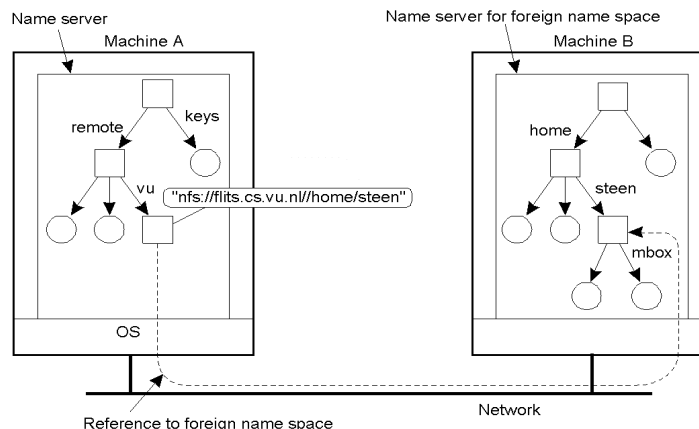 Name server
Name server for foreign name space
Machine A
Machine B
keys
remote
home
vu
steen
"nfs://flits.cs.vu.nl//home/steen"
mbox
OS
Network
Reference to foreign name space